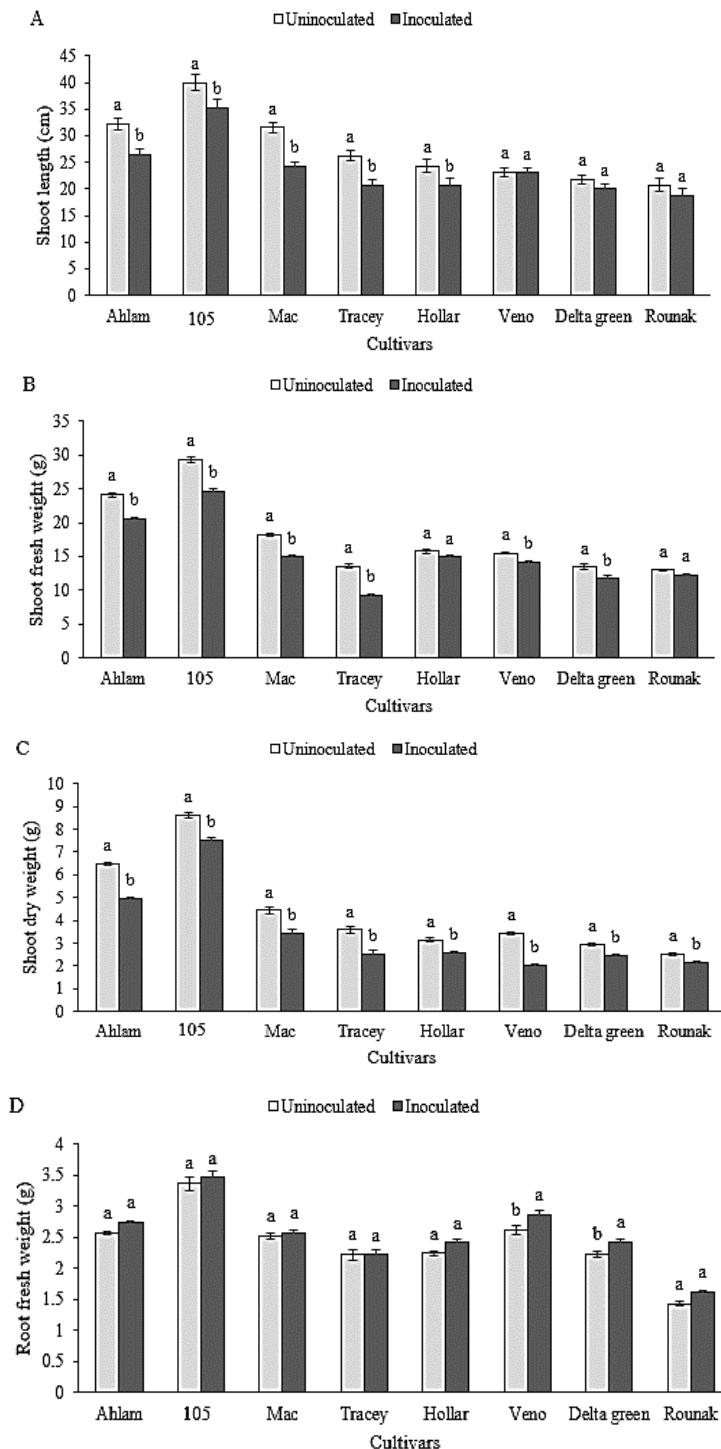 A
Uninoculated Inoculated
45
40
35
30
25
20
15
10
5
0
Shoot length (cm)
a b a b a b a b a b a a a a a a
Ahlam 105 Mac Tracey Hollar Veno Delta green Rounak
Cultivars
B
Uninoculated Inoculated
35
30
25
20
15
10
5
0
Shoot fresh weight (g)
a b a b a b a b a a a b a b a a
Ahlam 105 Mac Tracey Hollar Veno Delta green Rounak
Cultivars
C
Uninoculated Inoculated
10
9
8
7
6
5
4
3
2
1
0
Shoot dry weight (g)
a b a b a b a b a b a b a b a b
Ahlam 105 Mac Tracey Hollar Veno Delta green Rounak
Cultivars
D
Uninoculated Inoculated
4
3.5
3
2.5
2
1.5
1
0.5
0
Root fresh weight (g)
a a a a a a a a a a b a b a a a
Ahlam 105 Mac Tracey Hollar Veno Delta green Rounak
Cultivars